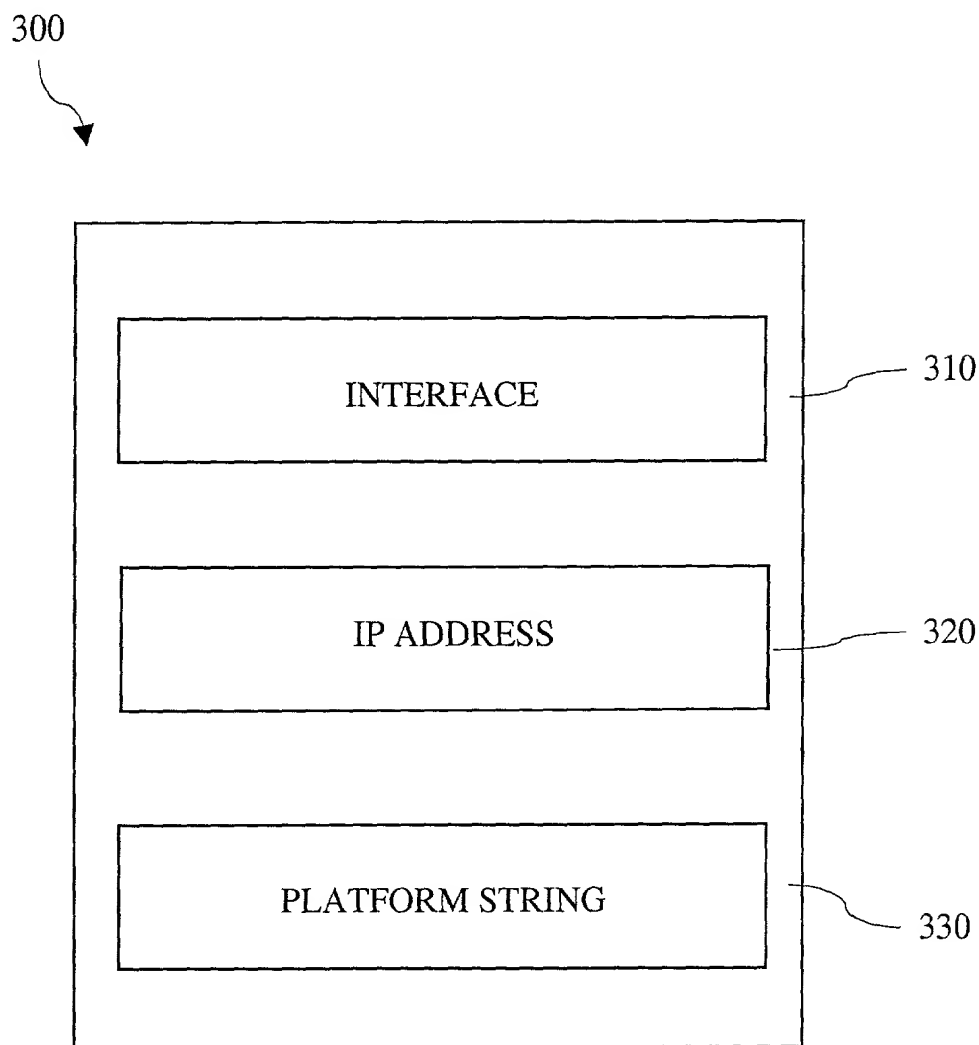 300
INTERFACE
310
IP ADDRESS
320
PLATFORM STRING
330